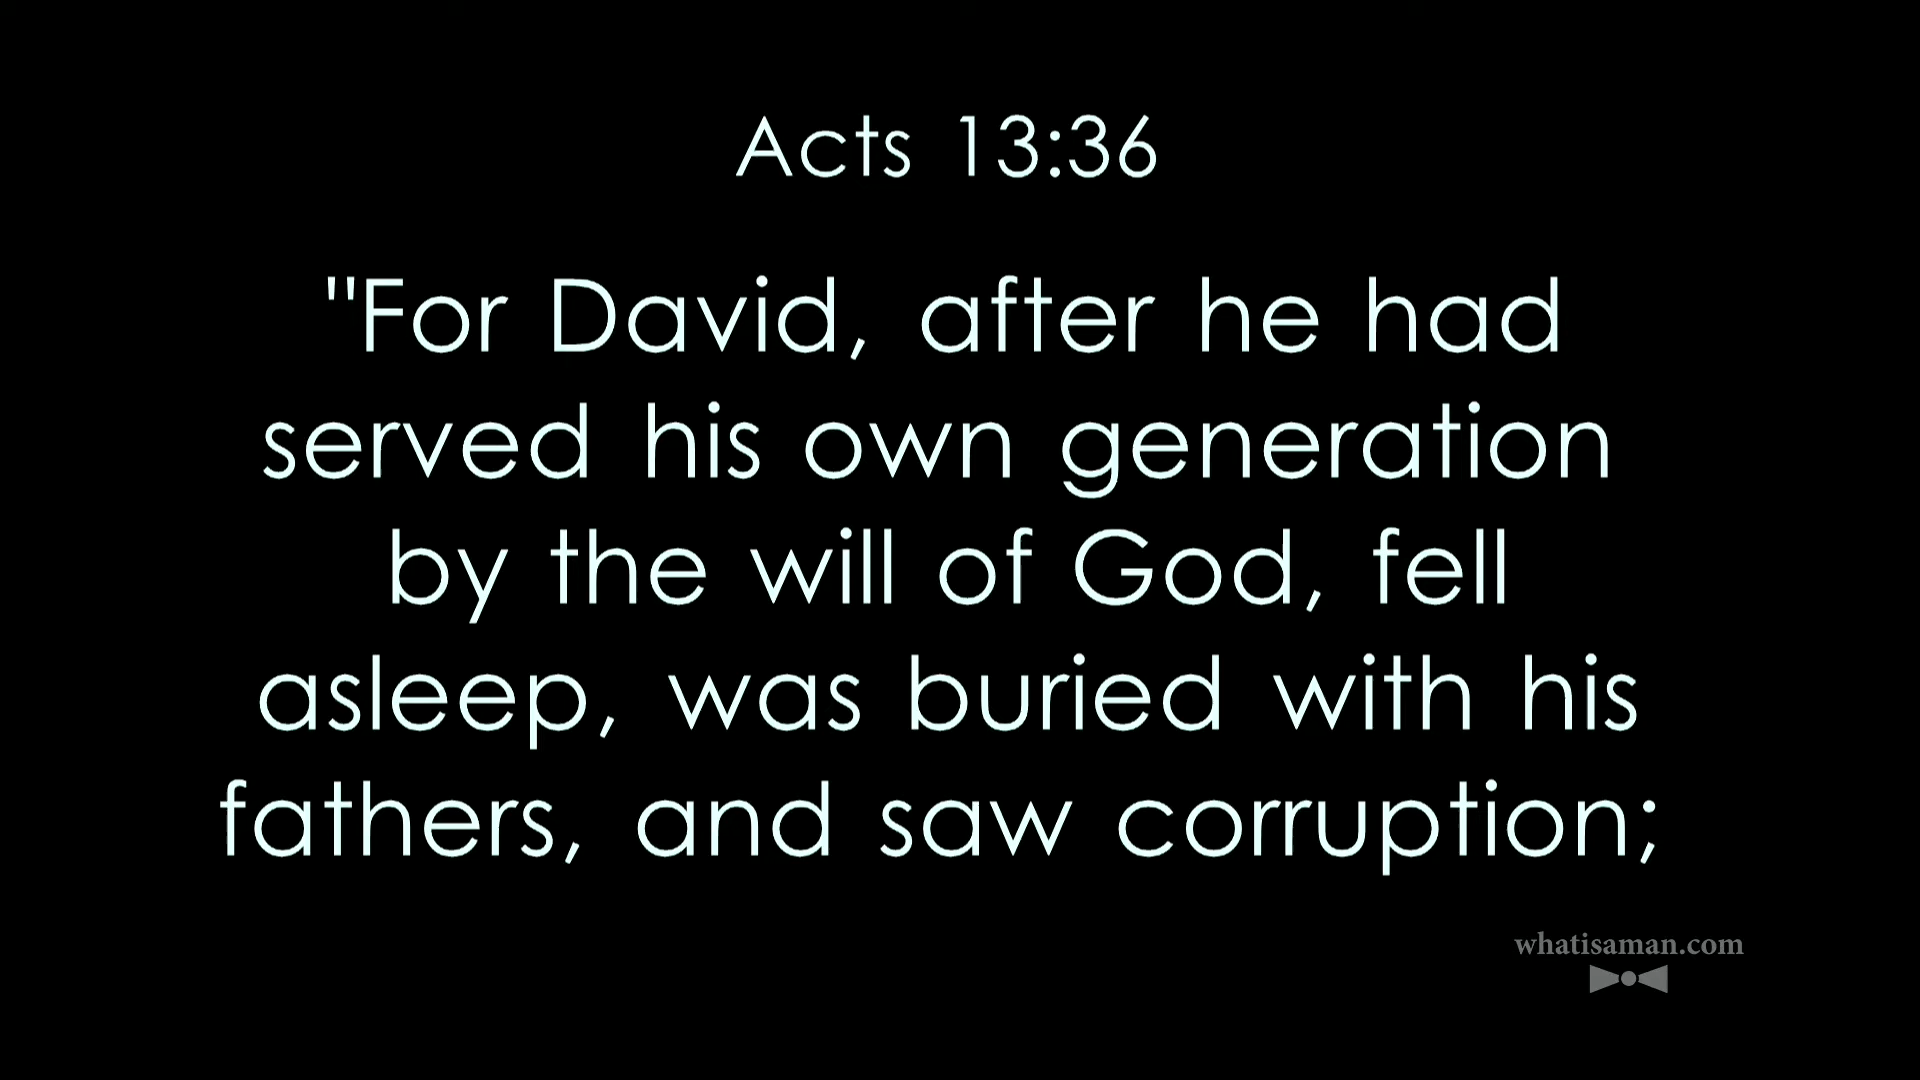 Acts 13:36
"For David, after he had
served his own generation
by the will of God, fell
asleep, was buried with his
fathers, and saw corruption;
whatisaman.com